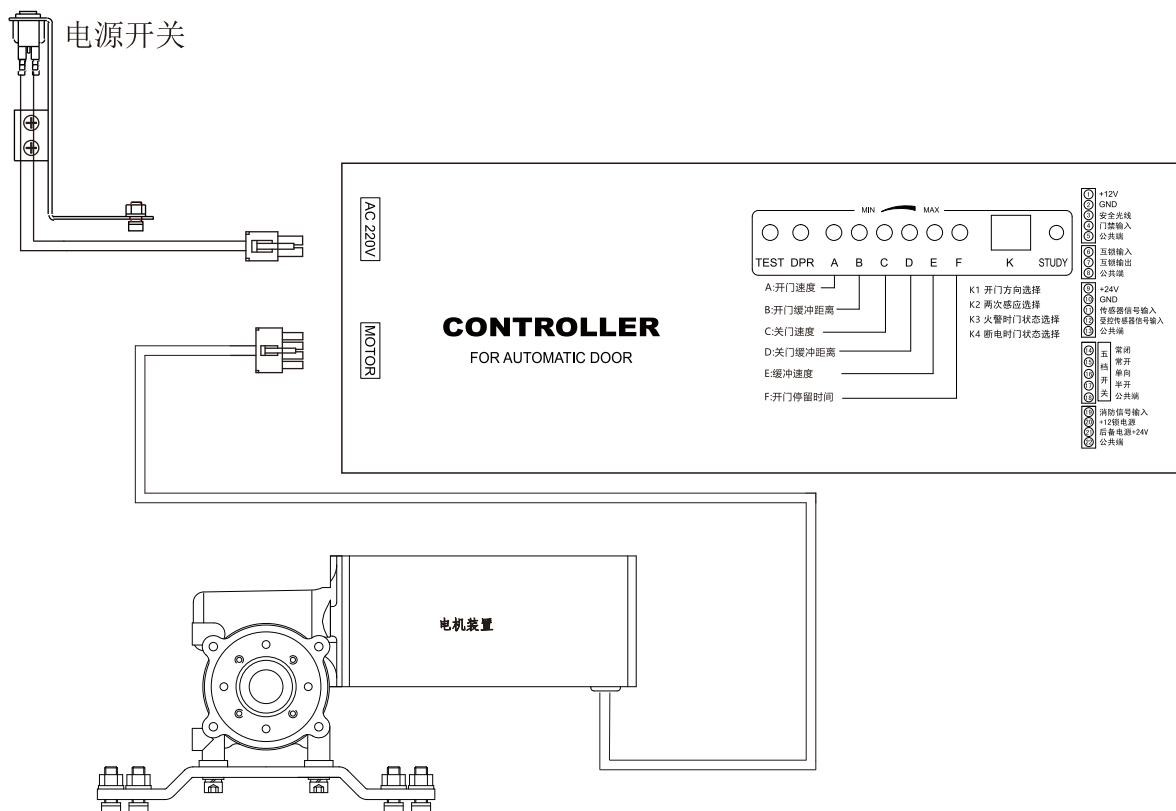 电源开关
AC 220V
MOTOR
CONTROLLER
FOR AUTOMATIC DOOR
MIN MAX
TEST DPR A B C D E F K STUDY
A:开门速度
B:开门缓冲距离
C:关门速度
D:关门缓冲距离
E:缓冲速度
F:开门停留时间
K1 开门方向选择
K2 两次感应选择
K3 火警时门状态选择
K4 断电时门状态选择
1 +12V
2 GND
3 安全光线
4 门禁输入
5 公共端
6 互锁输入
7 互锁输出
8 公共端
9 +24V
10 GND
11 传感器信号输入
12 受控传感器信号输入
13 公共端
五档开关
14 常闭
15 常开
16 单向
17 半开
18 公共端
19 消防信号输入
20 +12锁电源
21 后备电源+24V
22 公共端
电机装置